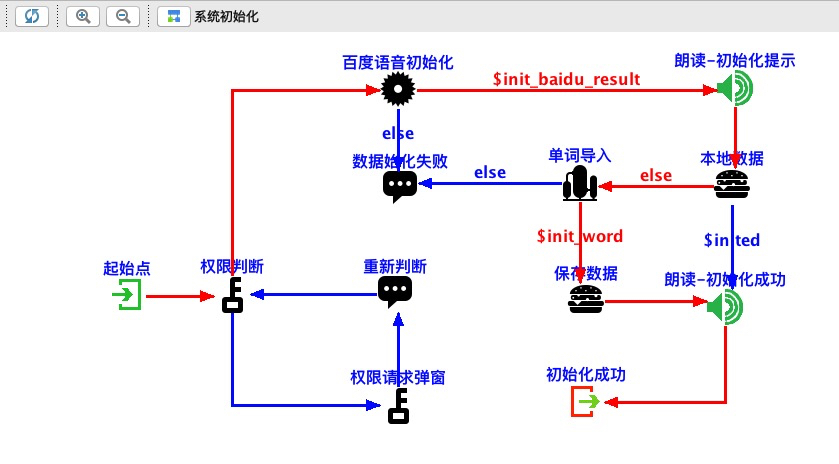 系统初始化
百度语音初始化
$init_baidu_result
朗读-初始化提示
else
数据始化失败
else
单词导入
else
本地数据
$init_word
$inited
起始点
权限判断
重新判断
保存数据
朗读-初始化成功
权限请求弹窗
初始化成功